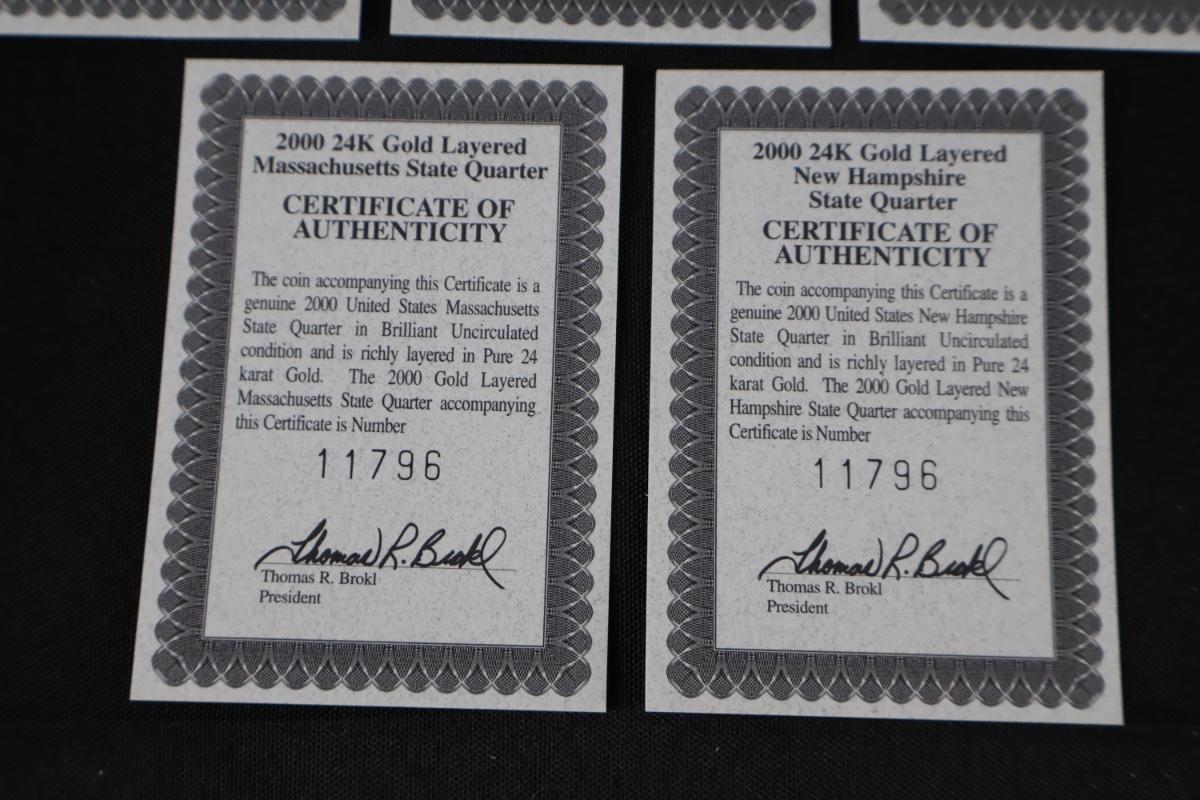 2000 24K Gold Layered
Massachusetts State Quarter
CERTIFICATE OF
AUTHENTICITY
The coin accompanying this Certificate is a
genuine 2000 United States Massachusetts
State Quarter in Brilliant Uncirculated
condition and is richly layered in Pure 24
karat Gold. The 2000 Gold Layered
Massachusetts State Quarter accompanying
this Certificate is Number
11796
Thomas R. Brokl
Thomas R. Brokl
President
2000 24K Gold Layered
New Hampshire
State Quarter
CERTIFICATE OF
AUTHENTICITY
The coin accompanying this Certificate is a
genuine 2000 United States New Hampshire
State Quarter in Brilliant Uncirculated
condition and is richly layered in Pure 24
karat Gold. The 2000 Gold Layered New
Hampshire State Quarter accompanying this
Certificate is Number
11796
Thomas R. Brokl
Thomas R. Brokl
President